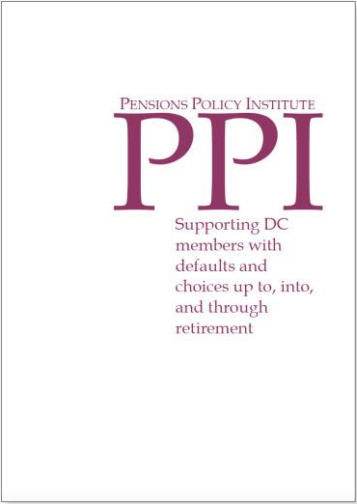 PENSIONS POLICY INSTITUTE
PPI
Supporting DC
members with
defaults and
choices up to, into,
and through
retirement